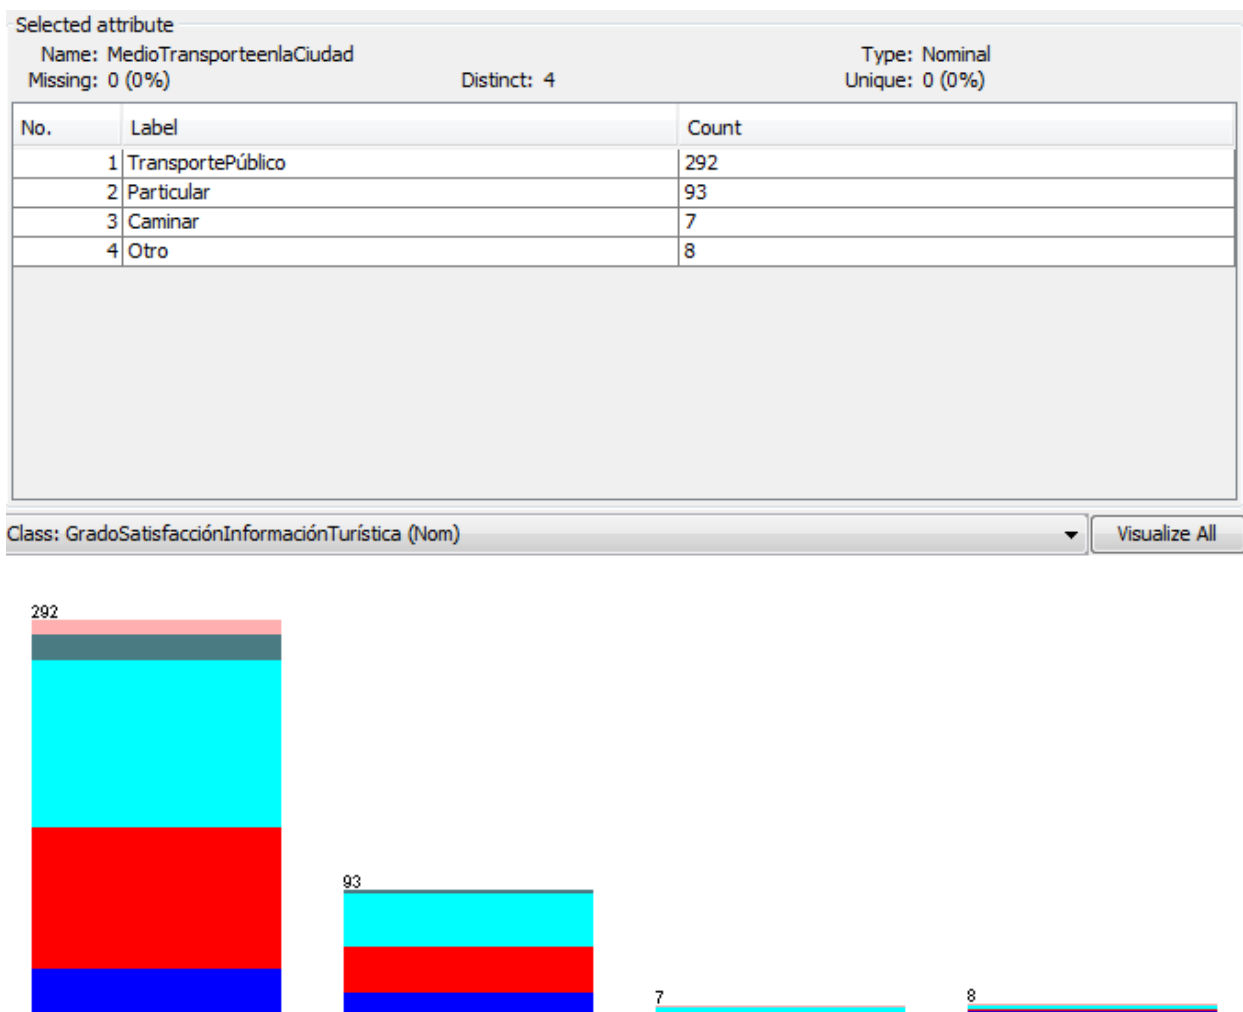 Selected attribute
Name: MedioTransporteenlaCiudad Type: Nominal
Missing: 0 (0%) Distinct: 4 Unique: 0 (0%)
No. Label Count
1 TransportePúblico 292
2 Particular 93
3 Caminar 7
4 Otro 8
Class: GradoSatisfacciónInformaciónTurística (Nom) Visualize All
292
93
7 8